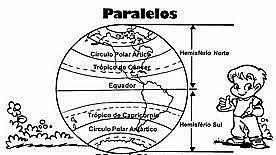 Paralelos
Círculo Polar Ártico
Hemisfério Norte
Trópico de Câncer
Equador
Trópico de Capricórnio
Hemisfério Sul
Círculo Polar Antártico